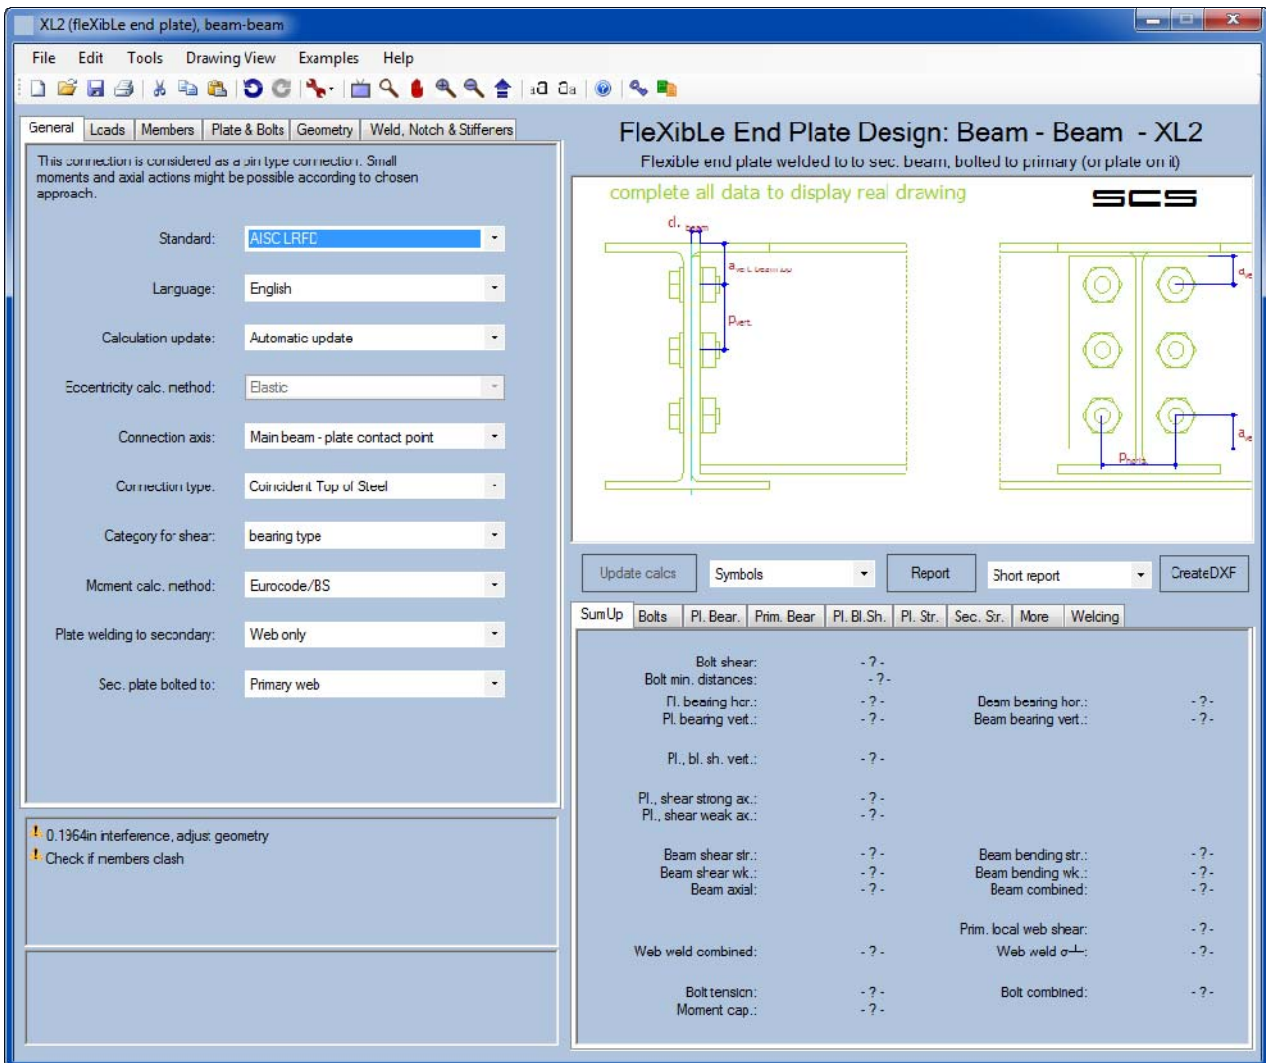 XL2 (fleXibLe end plate), beam-beam
File Edit Tools Drawing View Examples Help
General Loads Members Plate & Bolts Geometry Weld, Notch & Stiffeners
This connection is considered as a pin type connection. Small
moments and axial actions might be possible according to chosen
approach.
Standard: AISC LRFD
Language: English
Calculation update: Automatic update
Eccentricity calc. method: Elastic
Connection axis: Main beam - plate contact point
Connection type: Coincident Top of Steel
Category for shear: bearing type
Moment calc. method: Eurocode/BS
Plate welding to secondary: Web only
Sec. plate bolted to: Primary web
0.1964in interference, adjust geometry
Check if members clash
FleXibLe End Plate Design: Beam - Beam - XL2
Flexible end plate welded to to sec. beam, bolted to primary (or plate on it)
complete all data to display real drawing
SCS
d. beam
a vert. beam top
p vert.
p horiz.
Update calcs Symbols Report Short report CreateDXF
SumUp Bolts Pl. Bear. Prim. Bear Pl. Bl.Sh. Pl. Str. Sec. Str. More Welding
Bolt shear: - ? -
Bolt min. distances: - ? -
Pl. bearing hor.: - ? - Beam bearing hor.: - ? -
Pl. bearing vert.: - ? - Beam bearing vert.: - ? -
Pl., bl. sh. vert.: - ? -
Pl., shear strong ax.: - ? -
Pl., shear weak ax.: - ? -
Beam shear str.: - ? - Beam bending str.: - ? -
Beam shear wk.: - ? - Beam bending wk.: - ? -
Beam axial: - ? - Beam combined: - ? -
Prim. local web shear: - ? -
Web weld combined: - ? - Web weld σ┴: - ? -
Bolt tension: - ? - Bolt combined: - ? -
Moment cap.: - ? -